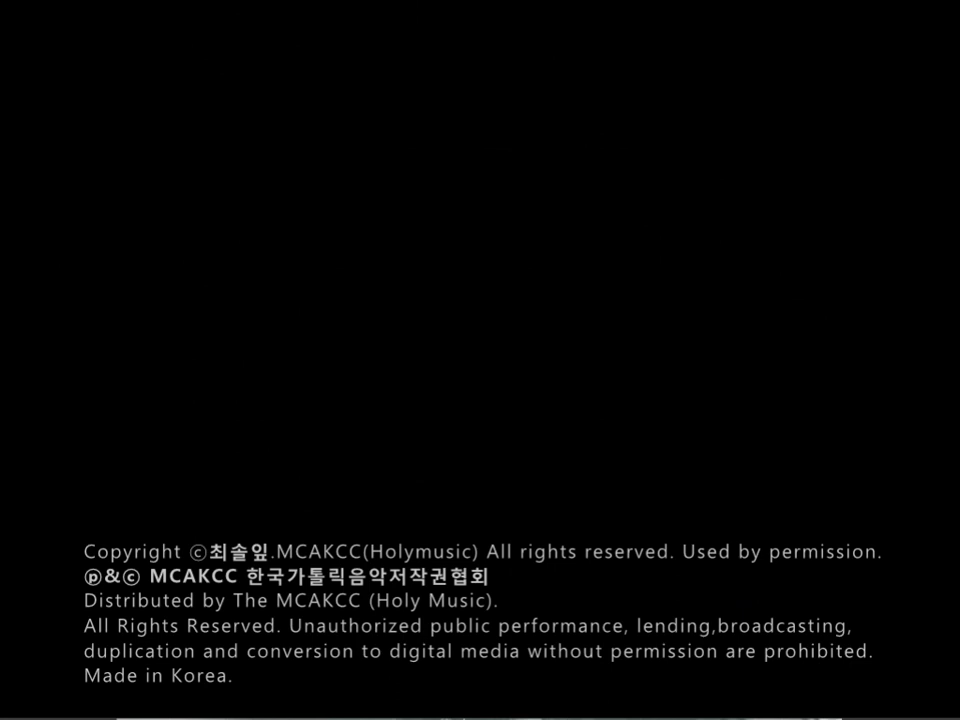 Copyright ⓒ최솔잎.MCAKCC(Holymusic) All rights reserved. Used by permission.
ⓟ&ⓒ MCAKCC 한국가톨릭음악저작권협회
Distributed by The MCAKCC (Holy Music).
All Rights Reserved. Unauthorized public performance, lending,broadcasting,
duplication and conversion to digital media without permission are prohibited.
Made in Korea.